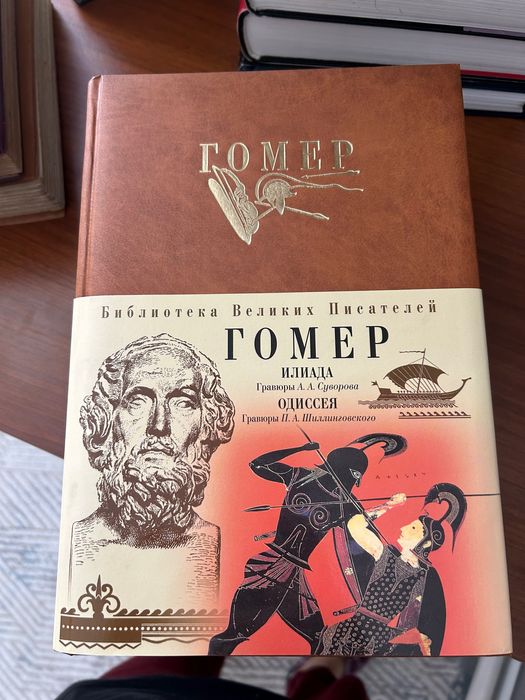 ГОМЕР
Библиотека Великих Писателей
ГОМЕР
ИЛИАДА
Гравюры А. А. Суворова
ОДИССЕЯ
Гравюры П. А. Шиллинговского